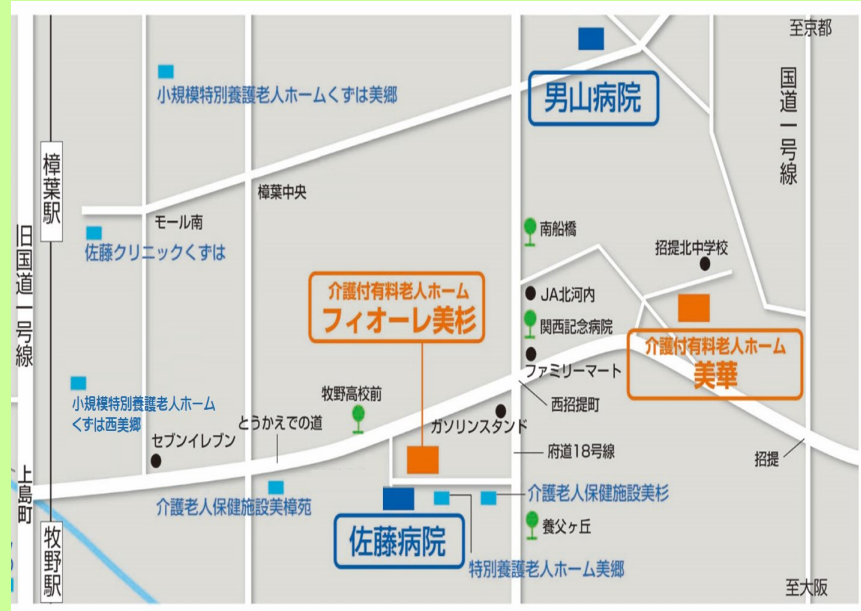 至京都
国道一号線
男山病院
小規模特別養護老人ホームくずは美郷
樟葉駅
樟葉中央
モール南
佐藤クリニックくずは
旧国道一号線
南船橋
招提北中学校
JA北河内
関西記念病院
ファミリーマート
介護付有料老人ホーム
フィオーレ美杉
介護付有料老人ホーム
美華
小規模特別養護老人ホーム
くずは西美郷
牧野高校前
とうかえでの道
セブンイレブン
ガソリンスタンド
西招提町
府道18号線
招提
上島町
介護老人保健施設美樟苑
介護老人保健施設美杉
佐藤病院
養父ヶ丘
特別養護老人ホーム美郷
牧野駅
至大阪